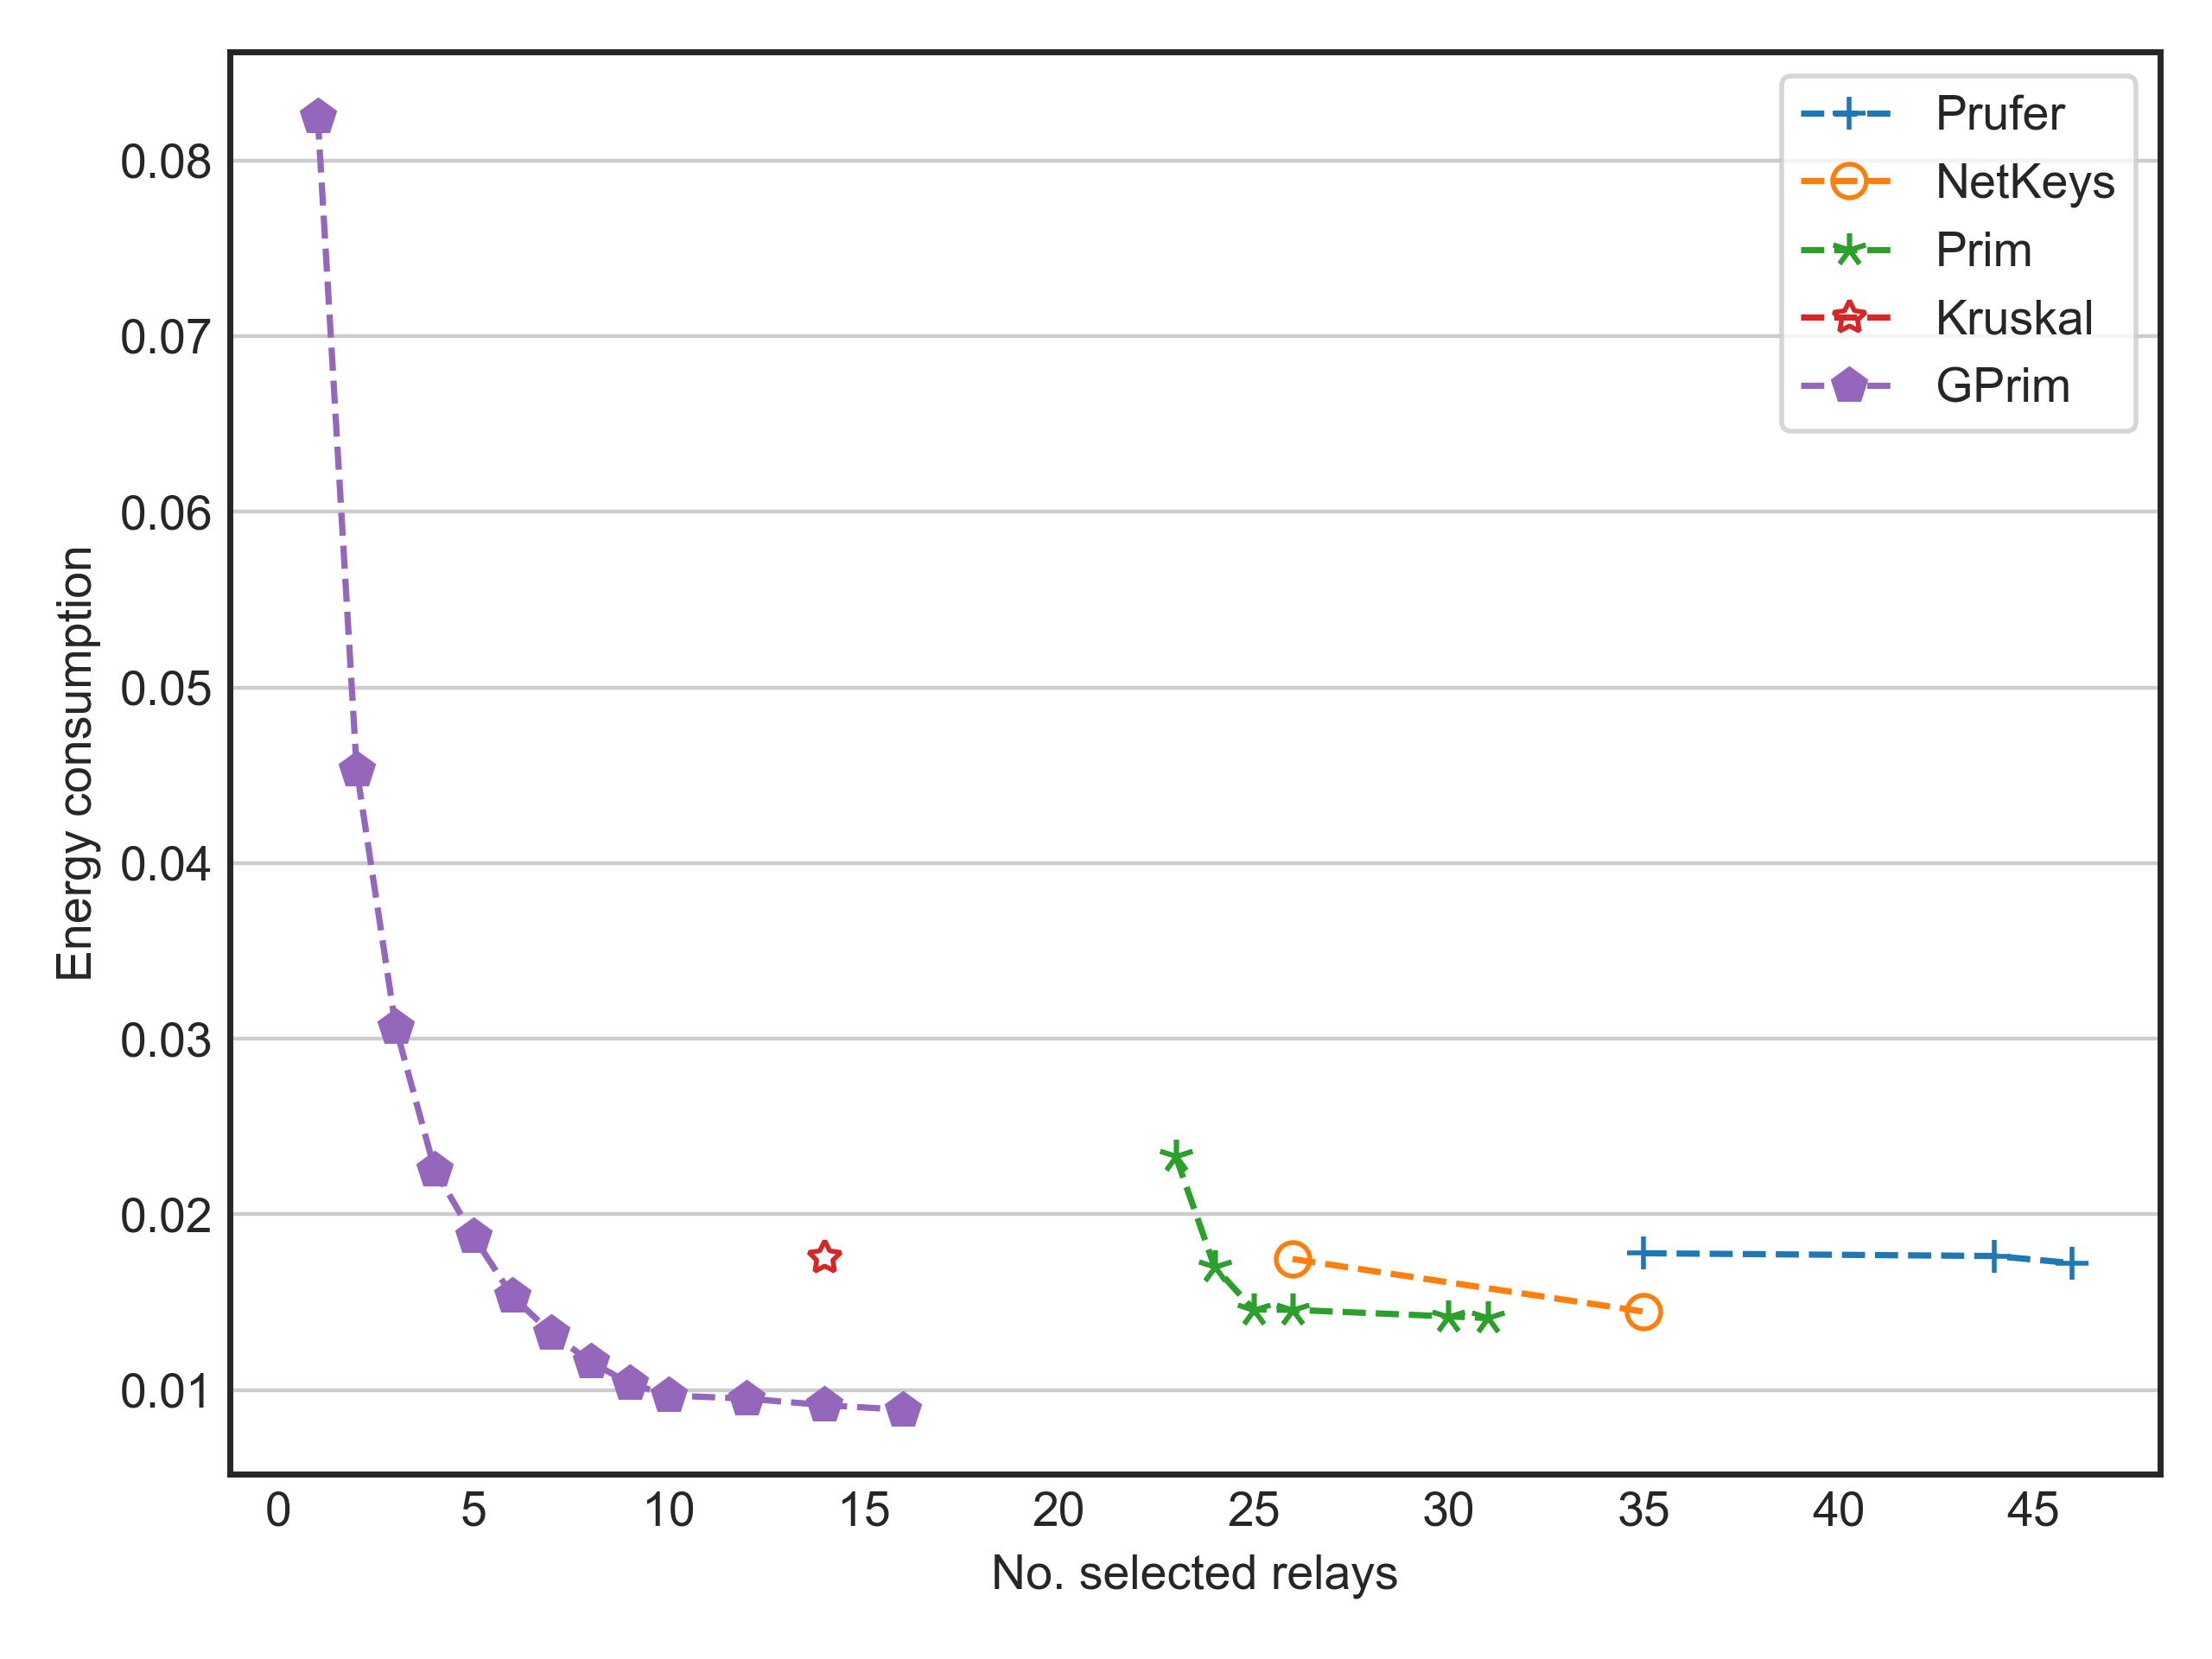 Prufer
NetKeys
Prim
Kruskal
GPrim
0.08
0.07
0.06
0.05
0.04
0.03
0.02
0.01
Energy consumption
0 5 10 15 20 25 30 35 40 45
No. selected relays